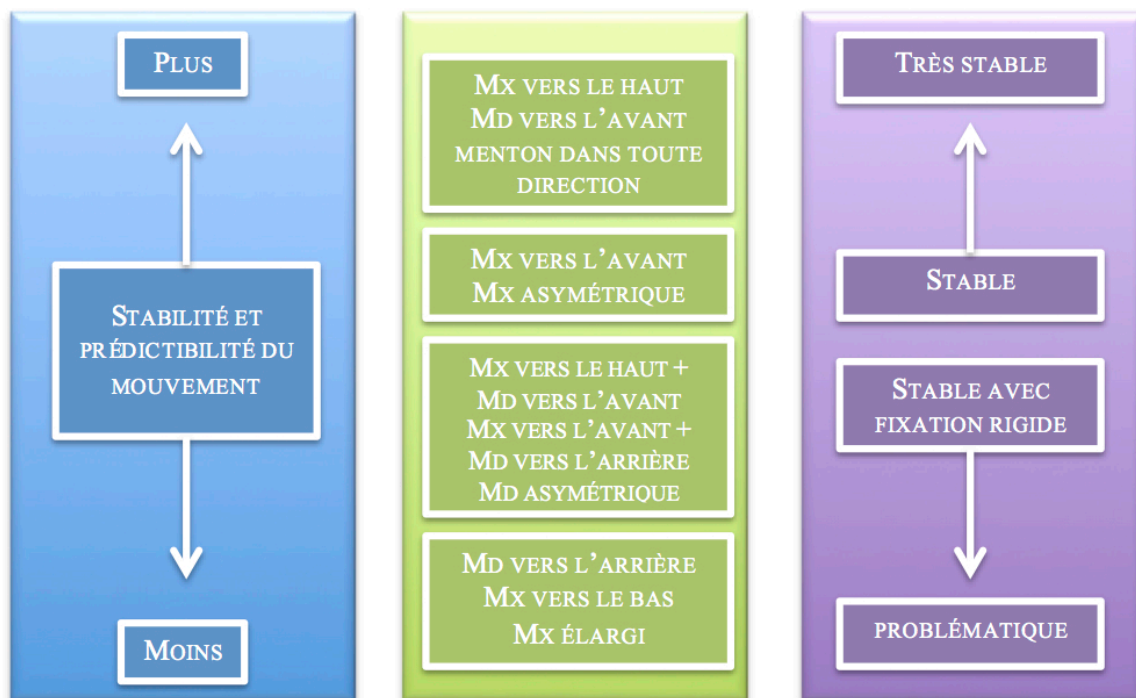 PLUS
STABILITÉ ET
PRÉDICTIBILITÉ DU
MOUVEMENT
MOINS
MX VERS LE HAUT
MD VERS L’AVANT
MENTON DANS TOUTE
DIRECTION
MX VERS L’AVANT
MX ASYMÉTRIQUE
MX VERS LE HAUT +
MD VERS L’AVANT
MX VERS L’AVANT +
MD VERS L’ARRIÈRE
MD ASYMÉTRIQUE
MD VERS L’ARRIÈRE
MX VERS LE BAS
MX ÉLARGI
TRÈS STABLE
STABLE
STABLE AVEC
FIXATION RIGIDE
PROBLÉMATIQUE